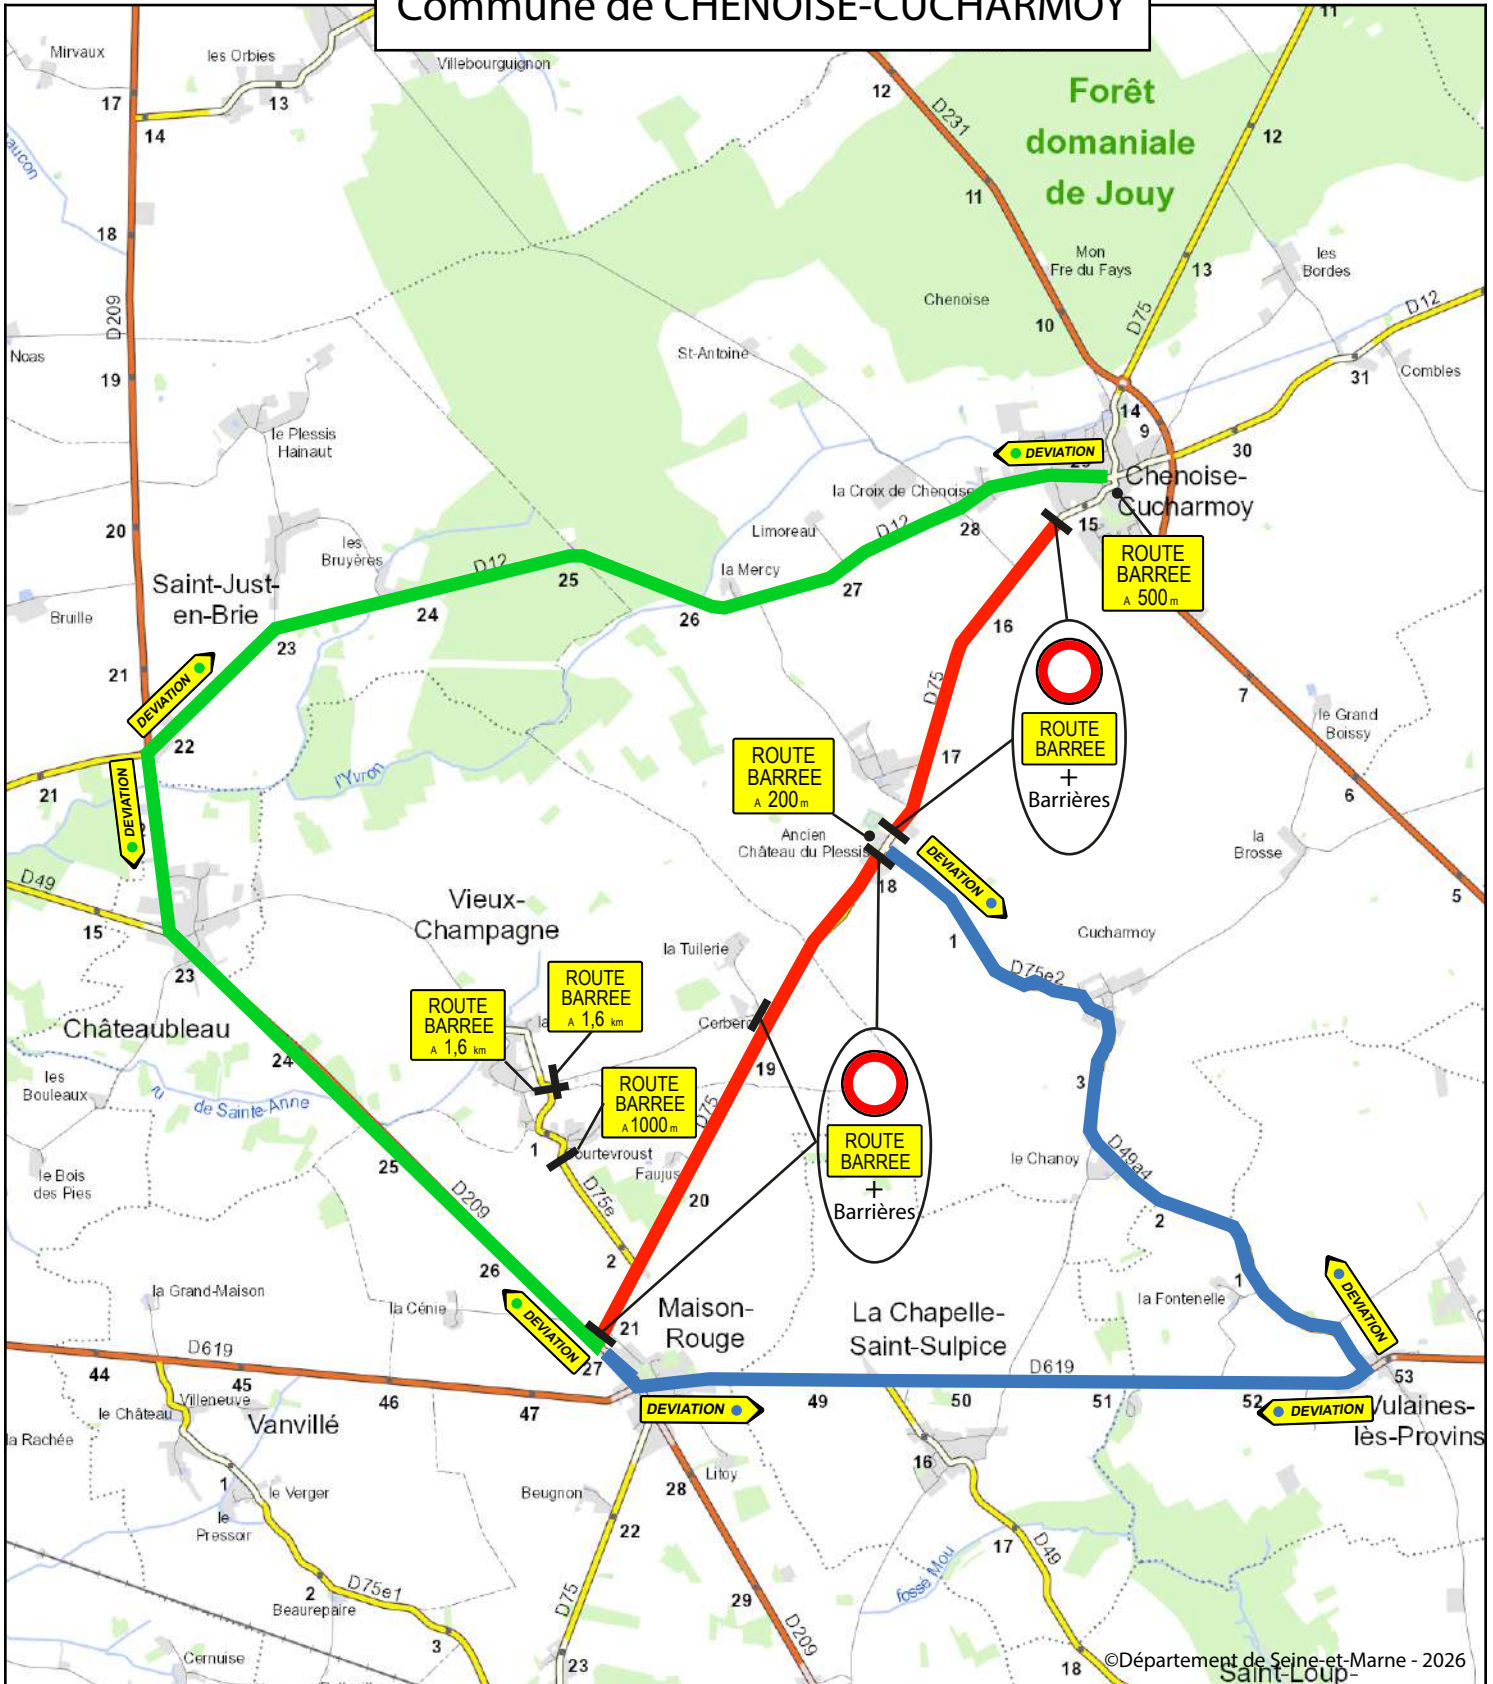 Commune de CHENOISE-CUCHARMOY
11
Mirvaux
les Orbies
Villebourguignon
17
13
14
12
D231
Forêt
domaniale
de Jouy
12
11
18
Mon
Fre du Fays
13
les
Bordes
Chenoise
D209
10
D75
D12
Noas
19
St-Antoine
31
Combles
14
9
le Plessis
Hainaut
30
DEVIATION
Chenoise-
Cucharmoy
la Croix de Chenoise
15
20
Limoreau
D12
28
les
Bruyères
D12
25
la Mercy
27
ROUTE
BARREE
A 500 m
Saint-Just-
en-Brie
24
26
Bruille
23
16
21
DEVIATION
D75
7
22
le Grand
Boissy
ROUTE
BARREE
+
Barrières
21
l'Yvron
17
ROUTE
BARREE
A 200 m
6
DEVIATION
Ancien
Château du Plessis
la
Brosse
DEVIATION
D49
18
5
15
Vieux-
Champagne
1
Cucharmoy
la Tuilerie
23
D75e2
ROUTE
BARREE
A 1,6 km
ROUTE
BARREE
A 1,6 km
Châteaubleau
la
24
19
les
Bouleaux
ru
de Sainte-Anne
3
ROUTE
BARREE
A 1000 m
D75
1
25
le Bois
des Pies
Faujus
ROUTE
BARREE
+
Barrières
le Chanoy
D49a4
D209
D75e
20
2
26
2
1
la Grand-Maison
la Cénie
DEVIATION
21
Maison-
Rouge
La Chapelle-
Saint-Sulpice
la Fontenelle
DEVIATION
D619
27
D619
44
45
46
47
49
50
51
52
53
DEVIATION
DEVIATION
Vulaines-
lès-Provins
Villeneuve
le Château
Vanvillé
la Rachée
16
1
le Verger
Beugnon
28
Litoy
le
Pressoir
22
17
D49
fossé Mou
2
D75e1
Beaurepaire
D75
29
D209
3
Cernuise
23
18
©Département de Seine-et-Marne - 2026
Saint-Loup-